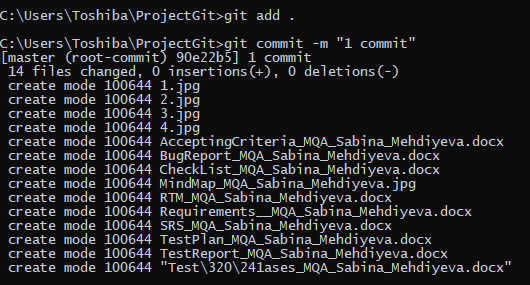 C:\Users\Toshiba\ProjectGit>git add .
C:\Users\Toshiba\ProjectGit>git commit -m "1 commit"
[master (root-commit) 90e22b5] 1 commit
14 files changed, 0 insertions(+), 0 deletions(-)
create mode 100644 1.jpg
create mode 100644 2.jpg
create mode 100644 3.jpg
create mode 100644 4.jpg
create mode 100644 AcceptingCriteria_MQA_Sabina_Mehdiyeva.docx
create mode 100644 BugReport_MQA_Sabina_Mehdiyeva.docx
create mode 100644 CheckList_MQA_Sabina_Mehdiyeva.docx
create mode 100644 MindMap_MQA_Sabina_Mehdiyeva.jpg
create mode 100644 RTM_MQA_Sabina_Mehdiyeva.docx
create mode 100644 Requirements__MQA_Sabina_Mehdiyeva.docx
create mode 100644 SRS_MQA_Sabina_Mehdiyeva.docx
create mode 100644 TestPlan_MQA_Sabina_Mehdiyeva.docx
create mode 100644 TestReport_MQA_Sabina_Mehdiyeva.docx
create mode 100644 "Test\320\241ases_MQA_Sabina_Mehdiyeva.docx"